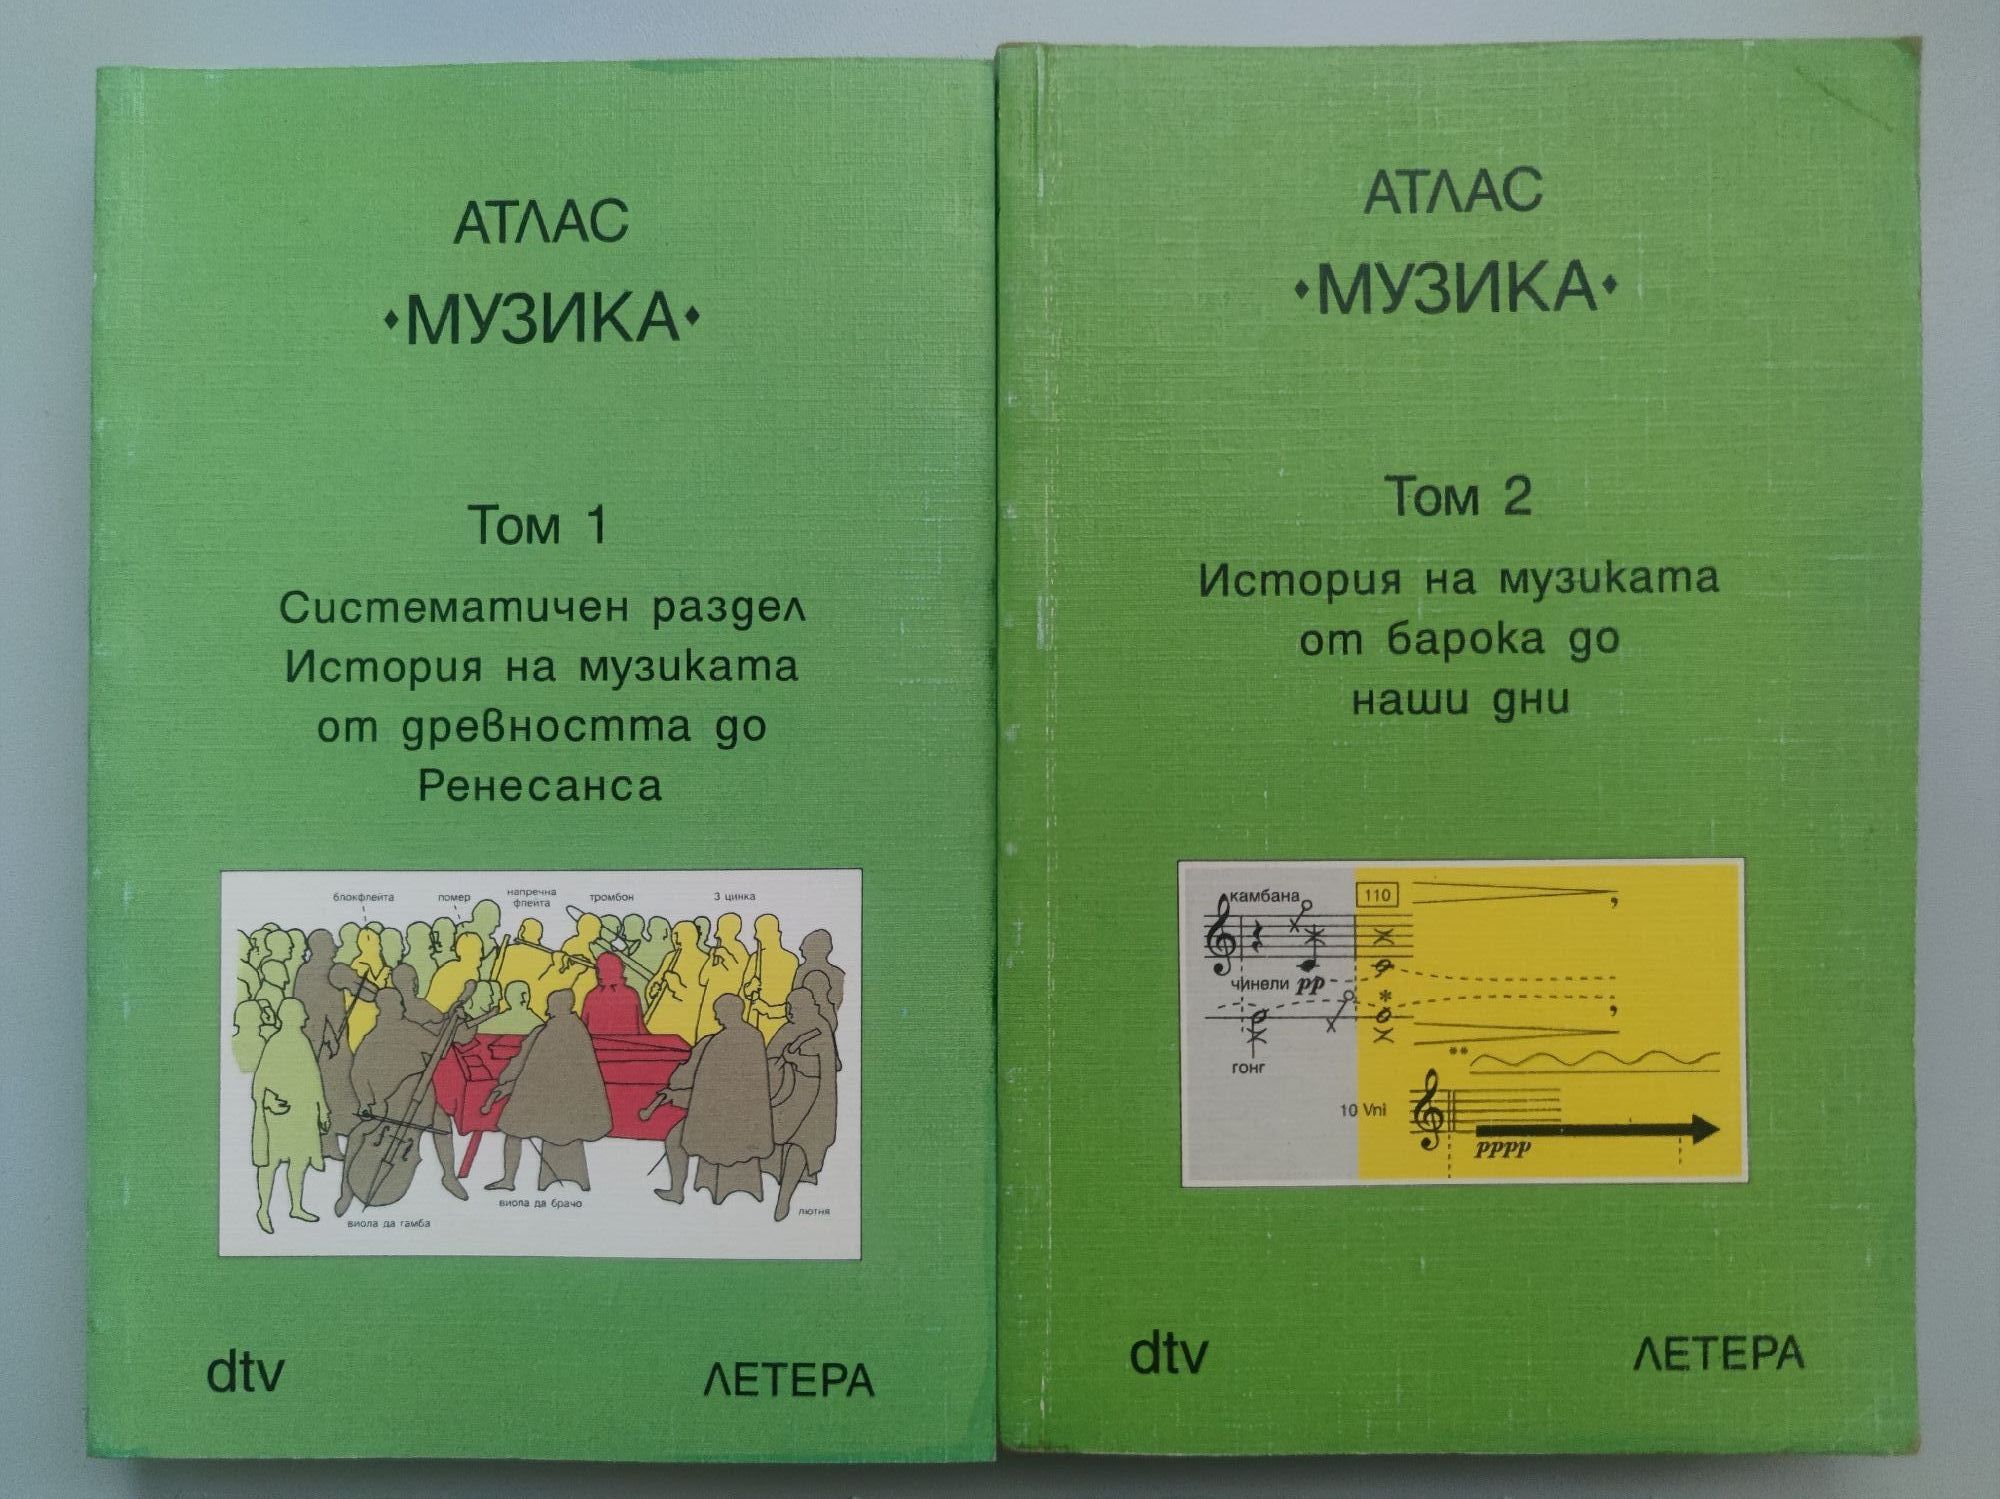 АТЛАС
•МУЗИКА•
Том 1
Систематичен раздел
История на музиката
от древността до
Ренесанса
блокфлейта помер напречна флейта тромбон 3 цинка
виола да гамба виола да брачо лютня
dtv ЛЕТЕРА
АТЛАС
•МУЗИКА•
Том 2
История на музиката
от барока до
наши дни
камбана 110
чинели pp
гонг
10 Vni
pppp
dtv ЛЕТЕРА